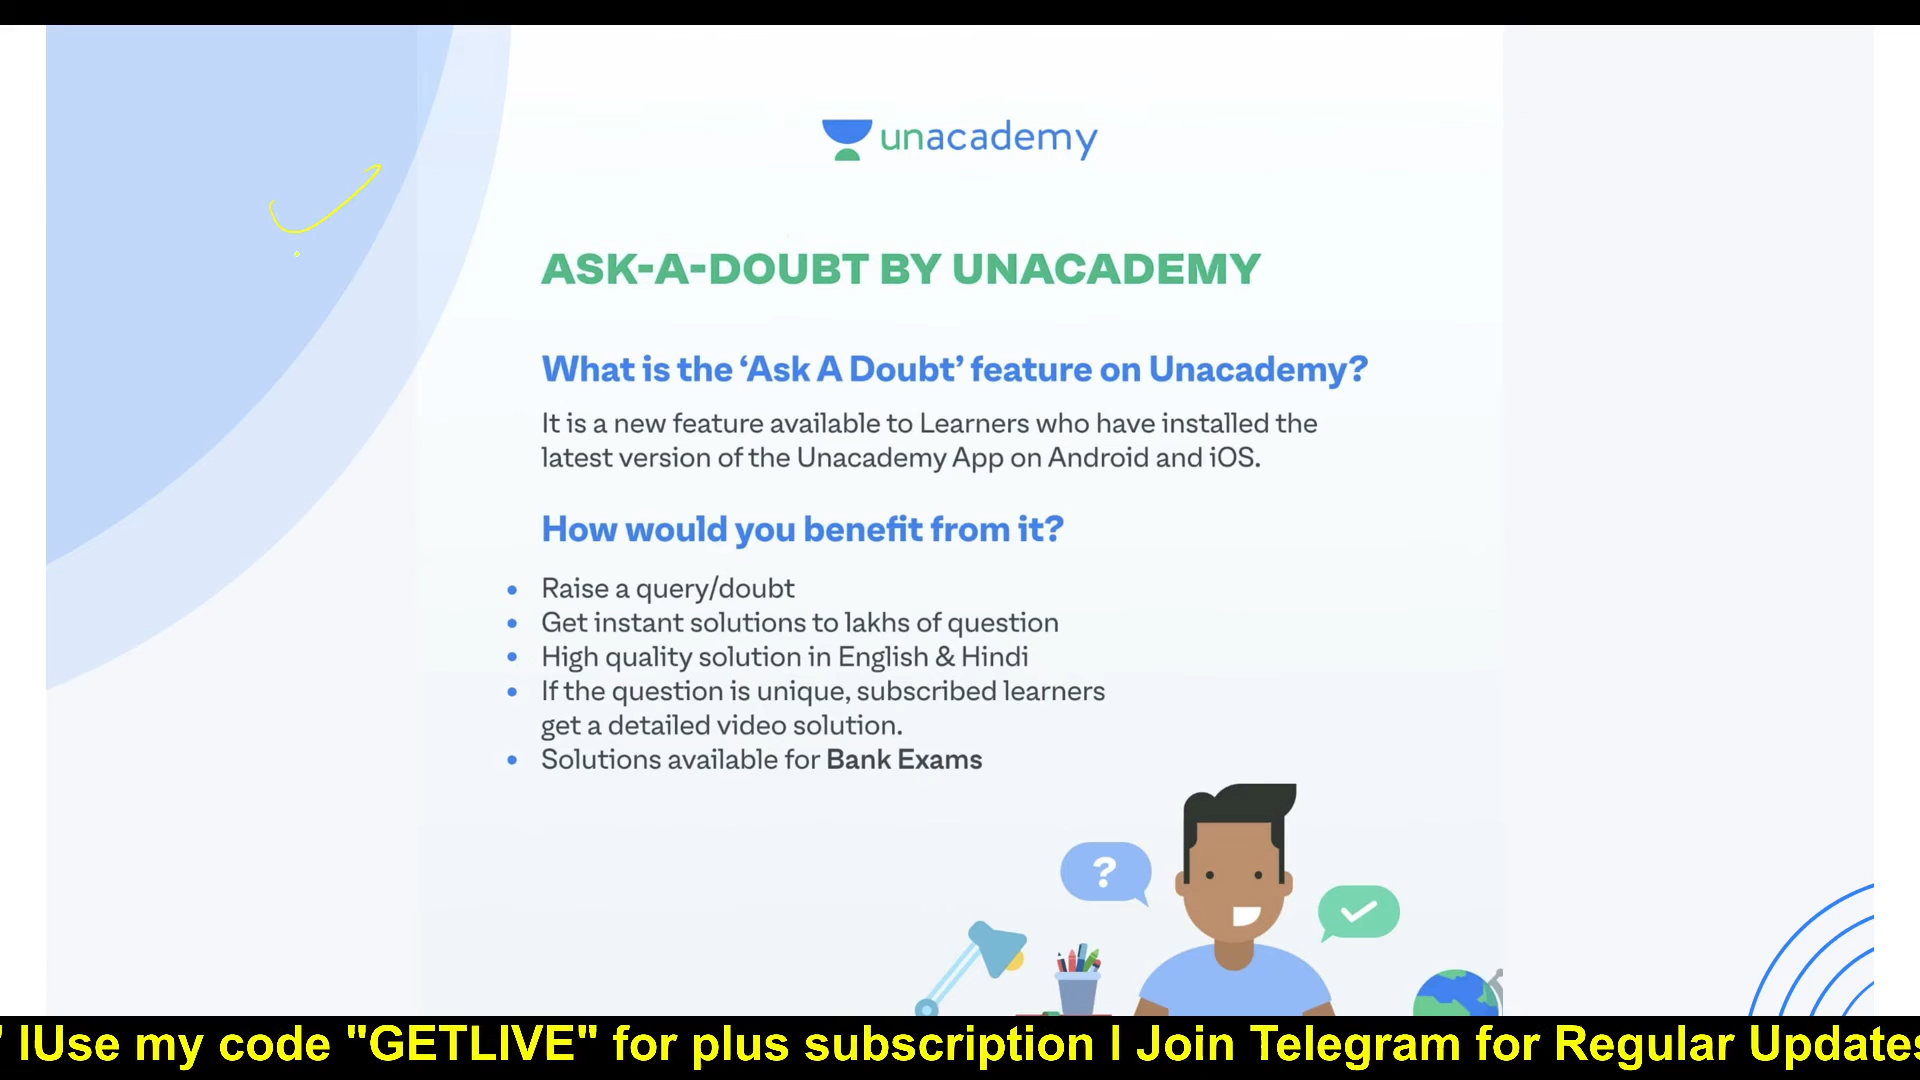 unacademy
ASK-A-DOUBT BY UNACADEMY
What is the ‘Ask A Doubt’ feature on Unacademy?
It is a new feature available to Learners who have installed the
latest version of the Unacademy App on Android and iOS.
How would you benefit from it?
• Raise a query/doubt
• Get instant solutions to lakhs of question
• High quality solution in English & Hindi
• If the question is unique, subscribed learners
get a detailed video solution.
• Solutions available for Bank Exams
?
" IUse my code "GETLIVE" for plus subscription I Join Telegram for Regular Updates